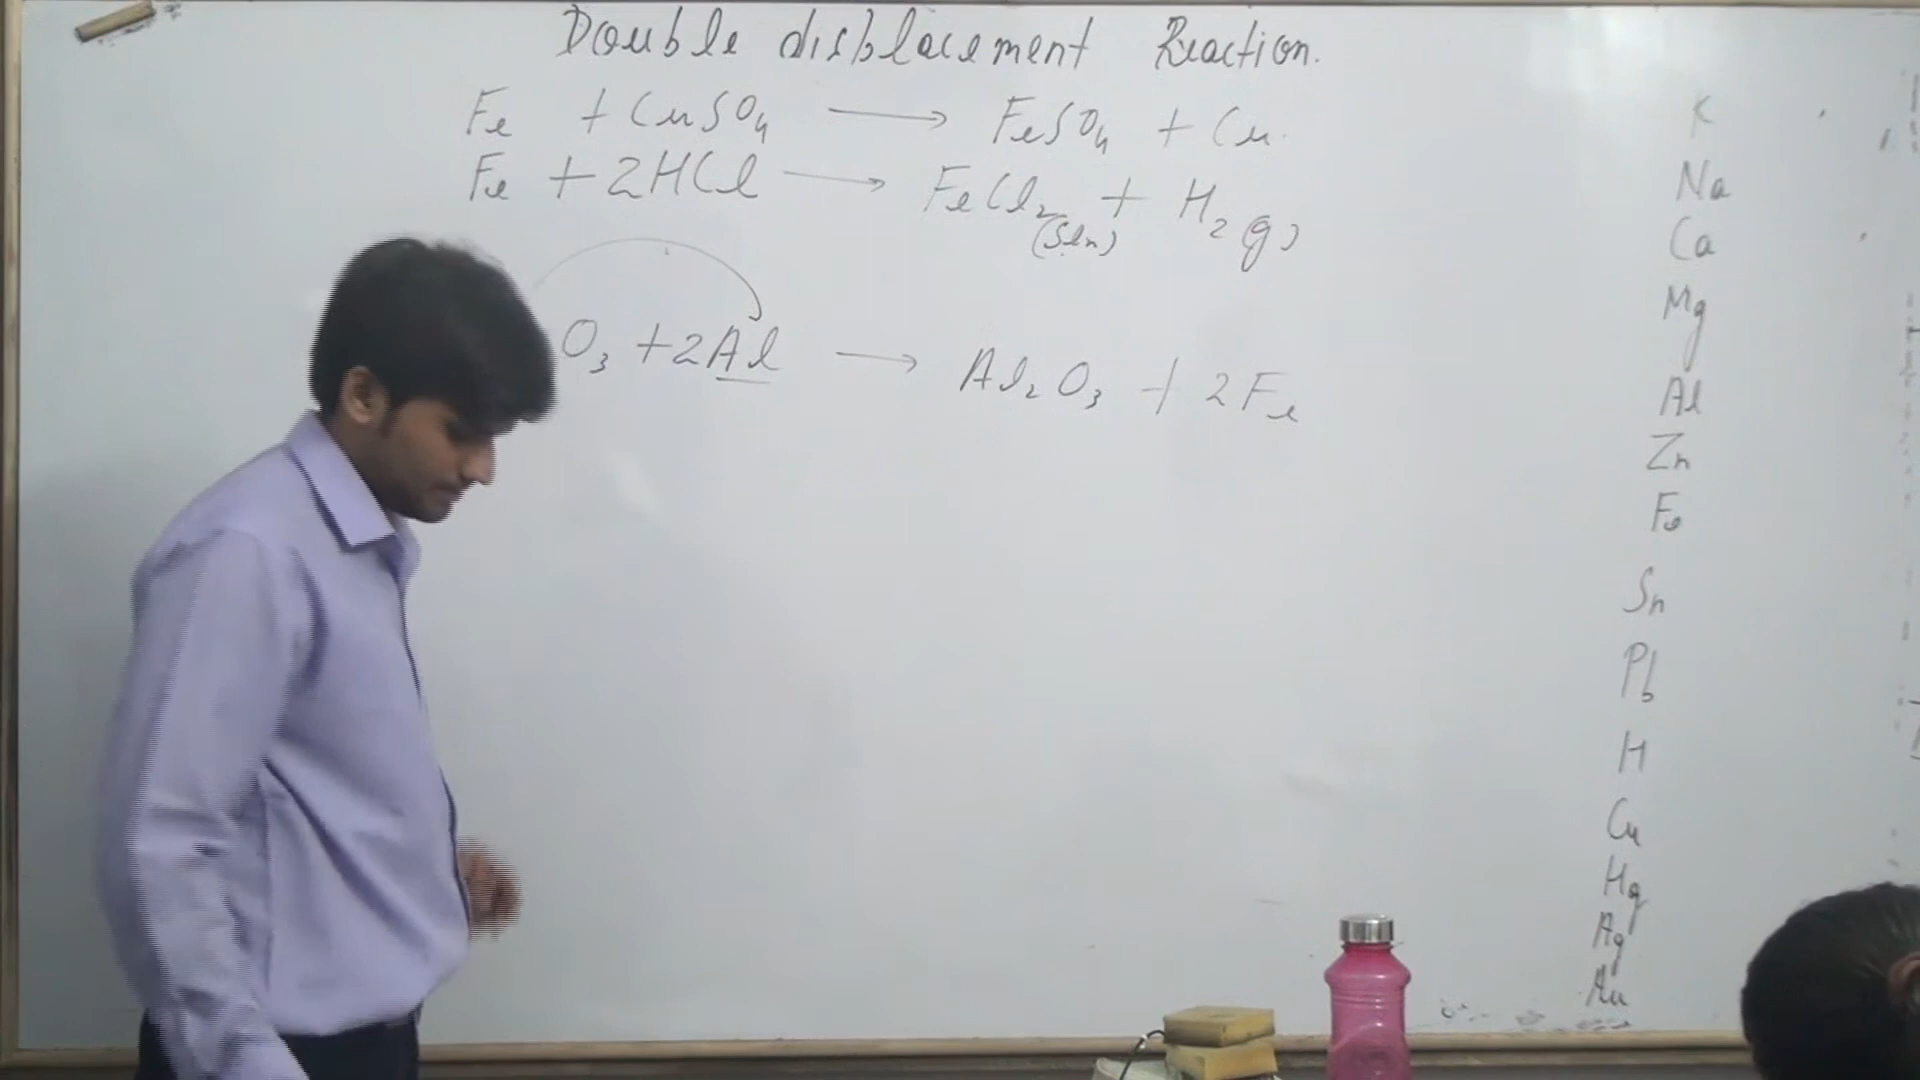 Double displacement Reaction.
Fe + CuSO4 → FeSO4 + Cu.
Fe + 2HCl → FeCl2 (Sln) + H2 (g)
O3 + 2Al → Al2O3 + 2Fe
K
Na
Ca
Mg
Al
Zn
Fe
Sn
Pb
H
Cu
Hg
Ag
Au